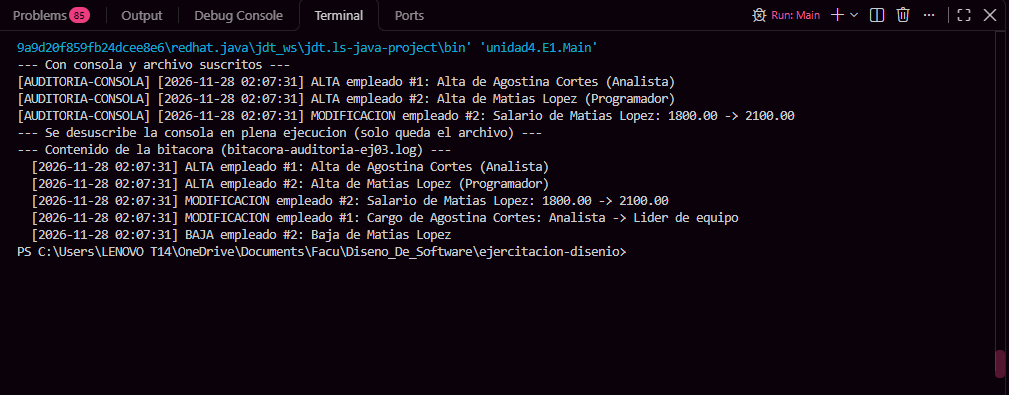 Problems 85 Output Debug Console Terminal Ports Run: Main
9a9d20f859fb24dcee8e6\redhat.java\jdt_ws\jdt.ls-java-project\bin' 'unidad4.E1.Main'
--- Con consola y archivo suscritos ---
[AUDITORIA-CONSOLA] [2026-11-28 02:07:31] ALTA empleado #1: Alta de Agostina Cortes (Analista)
[AUDITORIA-CONSOLA] [2026-11-28 02:07:31] ALTA empleado #2: Alta de Matias Lopez (Programador)
[AUDITORIA-CONSOLA] [2026-11-28 02:07:31] MODIFICACION empleado #2: Salario de Matias Lopez: 1800.00 -> 2100.00
--- Se desuscribe la consola en plena ejecucion (solo queda el archivo) ---
--- Contenido de la bitacora (bitacora-auditoria-ej03.log) ---
[2026-11-28 02:07:31] ALTA empleado #1: Alta de Agostina Cortes (Analista)
[2026-11-28 02:07:31] ALTA empleado #2: Alta de Matias Lopez (Programador)
[2026-11-28 02:07:31] MODIFICACION empleado #2: Salario de Matias Lopez: 1800.00 -> 2100.00
[2026-11-28 02:07:31] MODIFICACION empleado #1: Cargo de Agostina Cortes: Analista -> Lider de equipo
[2026-11-28 02:07:31] BAJA empleado #2: Baja de Matias Lopez
PS C:\Users\LENOVO T14\OneDrive\Documents\Facu\Diseno_De_Software\ejercitacion-disenio>